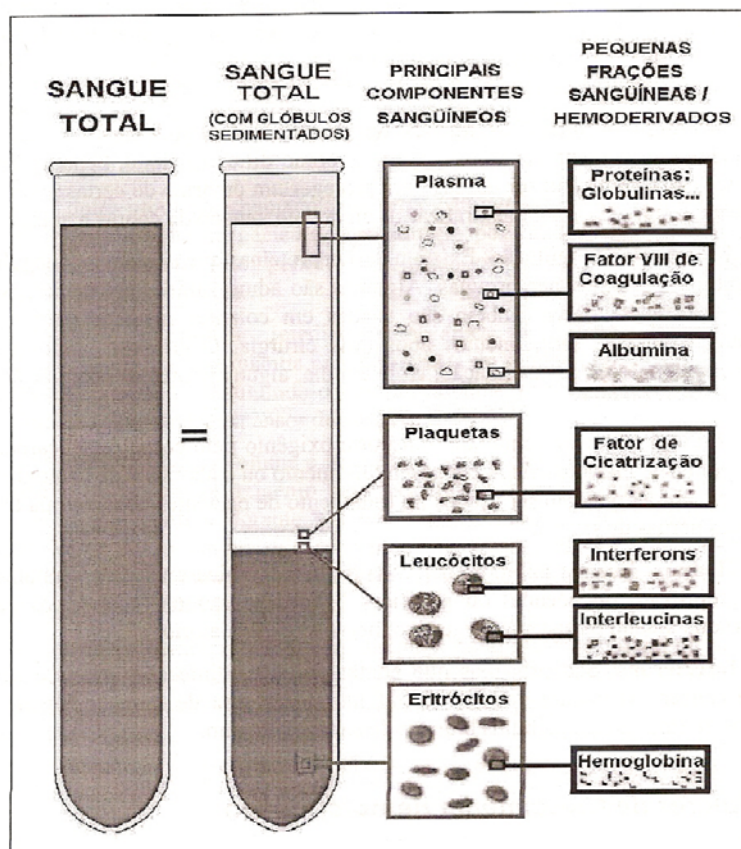 SANGUE
TOTAL
SANGUE
TOTAL
(COM GLÓBULOS
SEDIMENTADOS)
PRINCIPAIS
COMPONENTES
SANGÜÍNEOS
PEQUENAS
FRAÇÕES
SANGÜÍNEAS /
HEMODERIVADOS
=
Plasma
Proteínas:
Globulinas...
Fator VIII de
Coagulação
Albumina
Plaquetas
Fator de
Cicatrização
Leucócitos
Interferons
Interleucinas
Eritrócitos
Hemoglobina